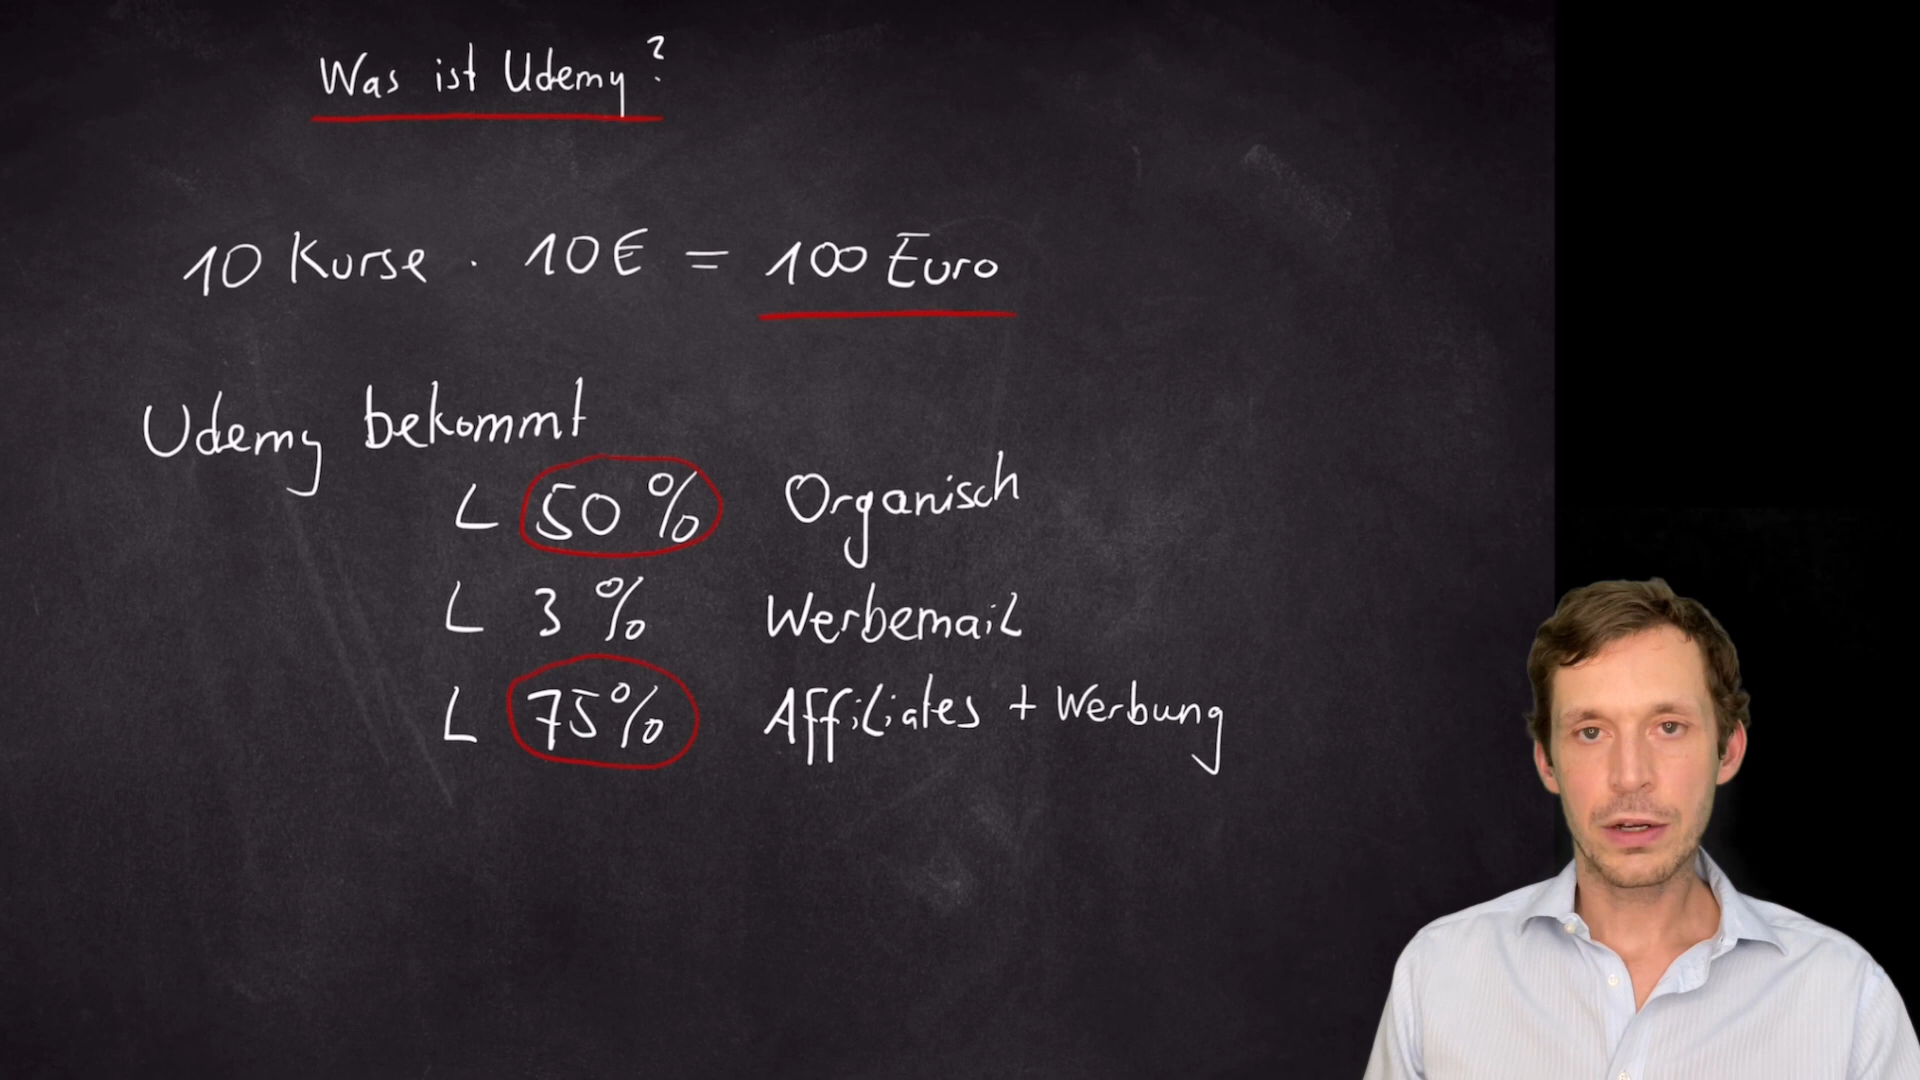 Was ist Udemy?
10 Kurse · 10€ = 100 Euro
Udemy bekommt
L 50% Organisch
L 3% Werbemail
L 75% Affiliates + Werbung